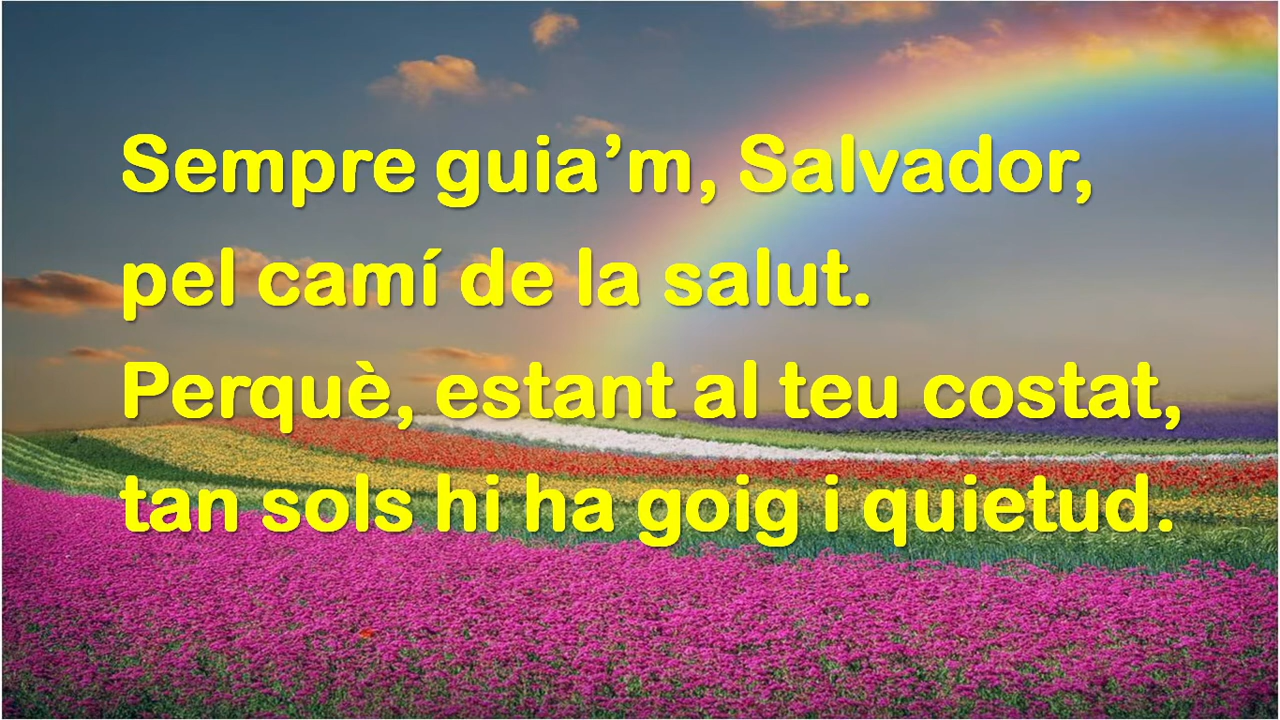 Sempre guia’m, Salvador,
pel camí de la salut.
Perquè, estant al teu costat,
tan sols hi ha goig i quietud.